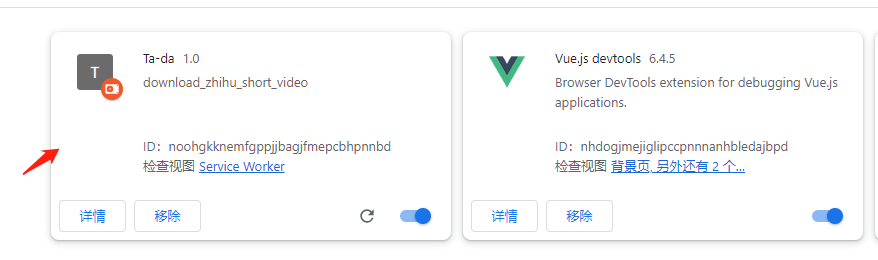 Ta-da 1.0
T
download_zhihu_short_video
ID：noohgkknemfgppjjbagjfmepcbhpnnbd
检查视图 Service Worker
详情 移除
Vue.js devtools 6.4.5
Browser DevTools extension for debugging Vue.js
applications.
ID：nhdogjmejiglipccpnnnanhbledajbpd
检查视图 背景页, 另外还有 2 个...
详情 移除